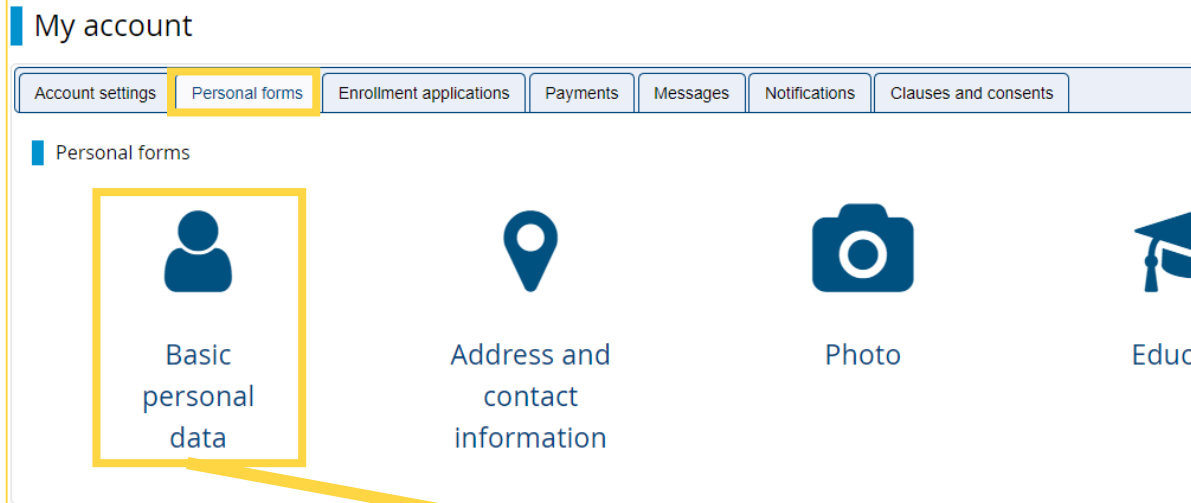 My account
Account settings Personal forms Enrollment applications Payments Messages Notifications Clauses and consents
Personal forms
Basic
personal
data
Address and
contact
information
Photo